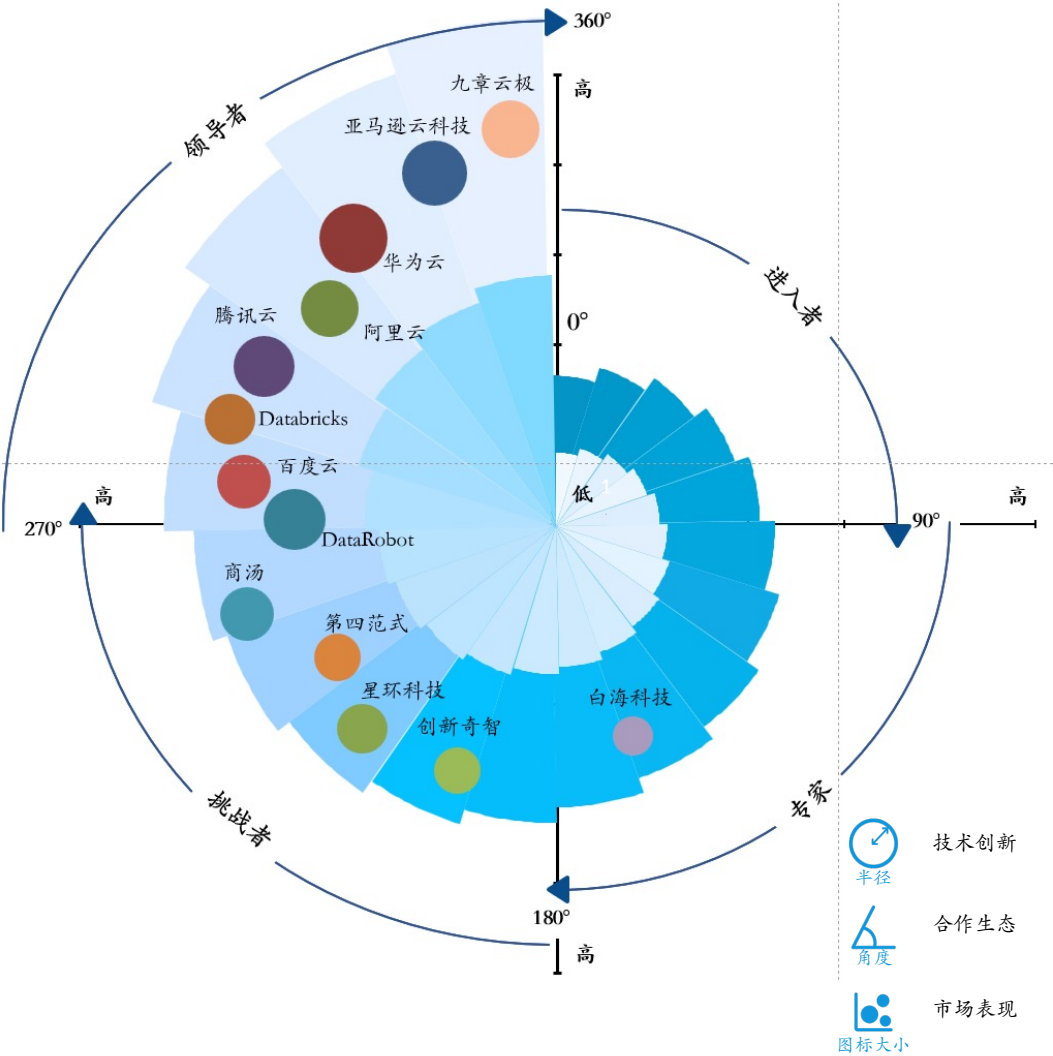 360°
高
九章云极
亚马逊云科技
领导者
华为云
进入者
腾讯云
阿里云
0°
Databricks
百度云
低
1
高
高
270°
90°
DataRobot
商汤
第四范式
星环科技
白海科技
创新奇智
挑战者
专家
技术创新
半径
180°
合作生态
高
角度
市场表现
图标大小